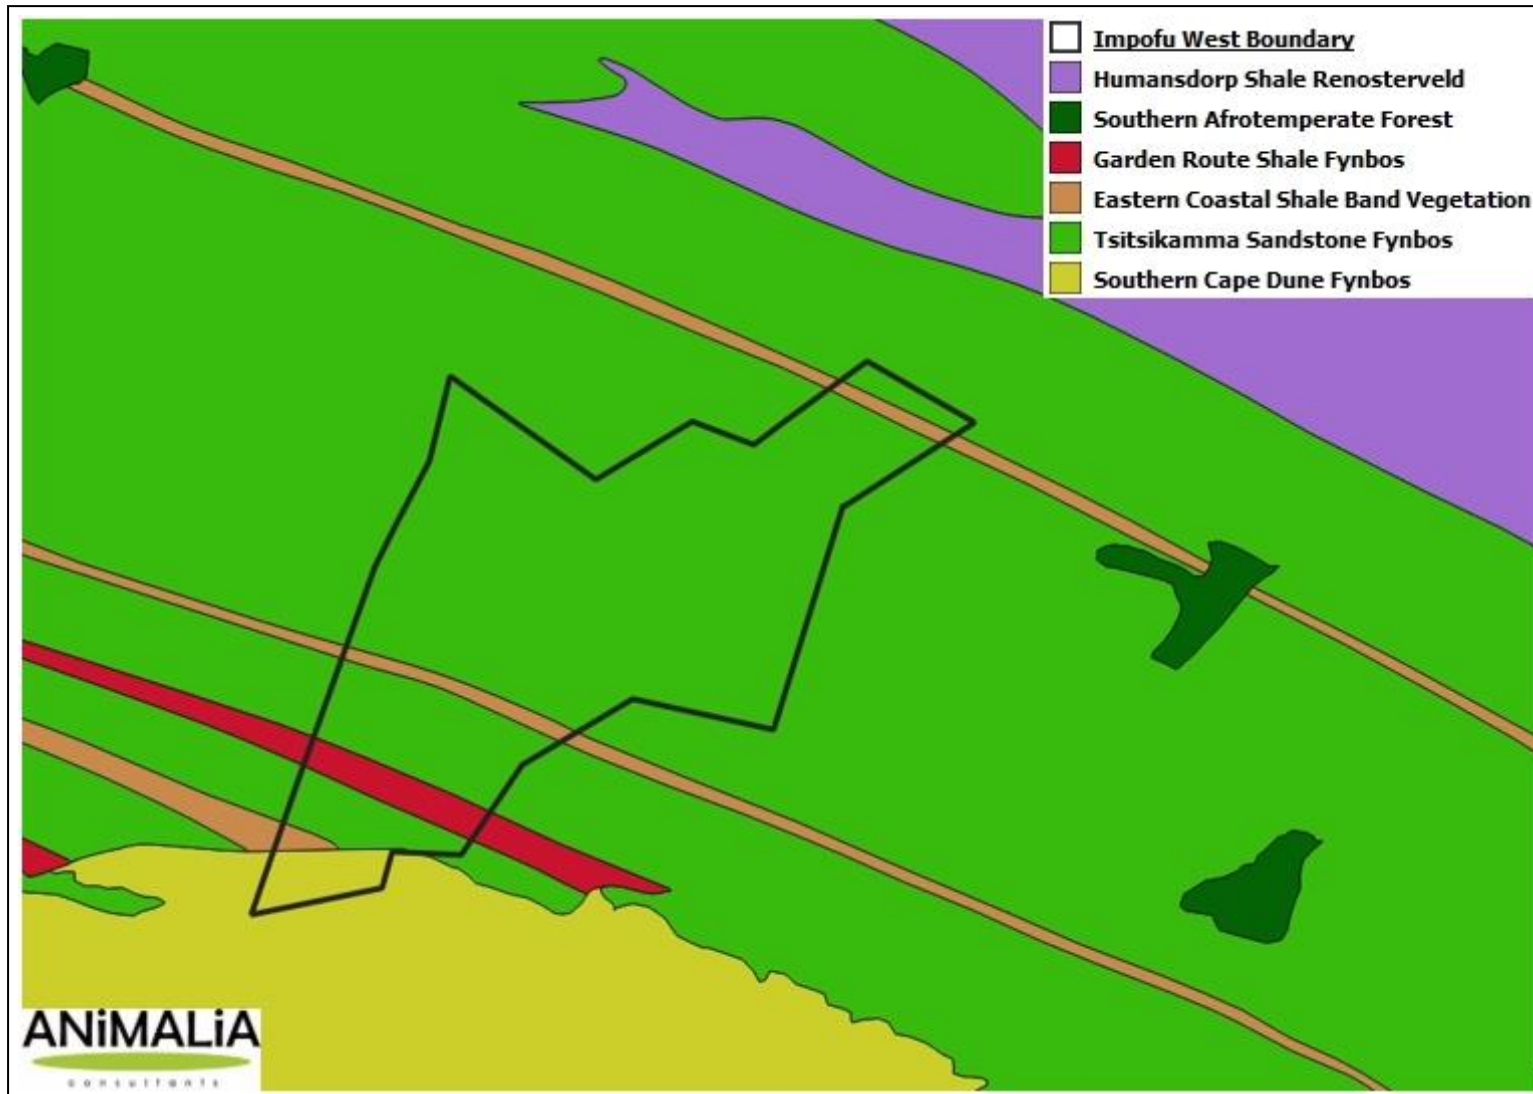 Impofu West Boundary
Humansdorp Shale Renosterveld
Southern Afrotemperate Forest
Garden Route Shale Fynbos
Eastern Coastal Shale Band Vegetation
Tsitsikamma Sandstone Fynbos
Southern Cape Dune Fynbos
ANiMALiA
consultants